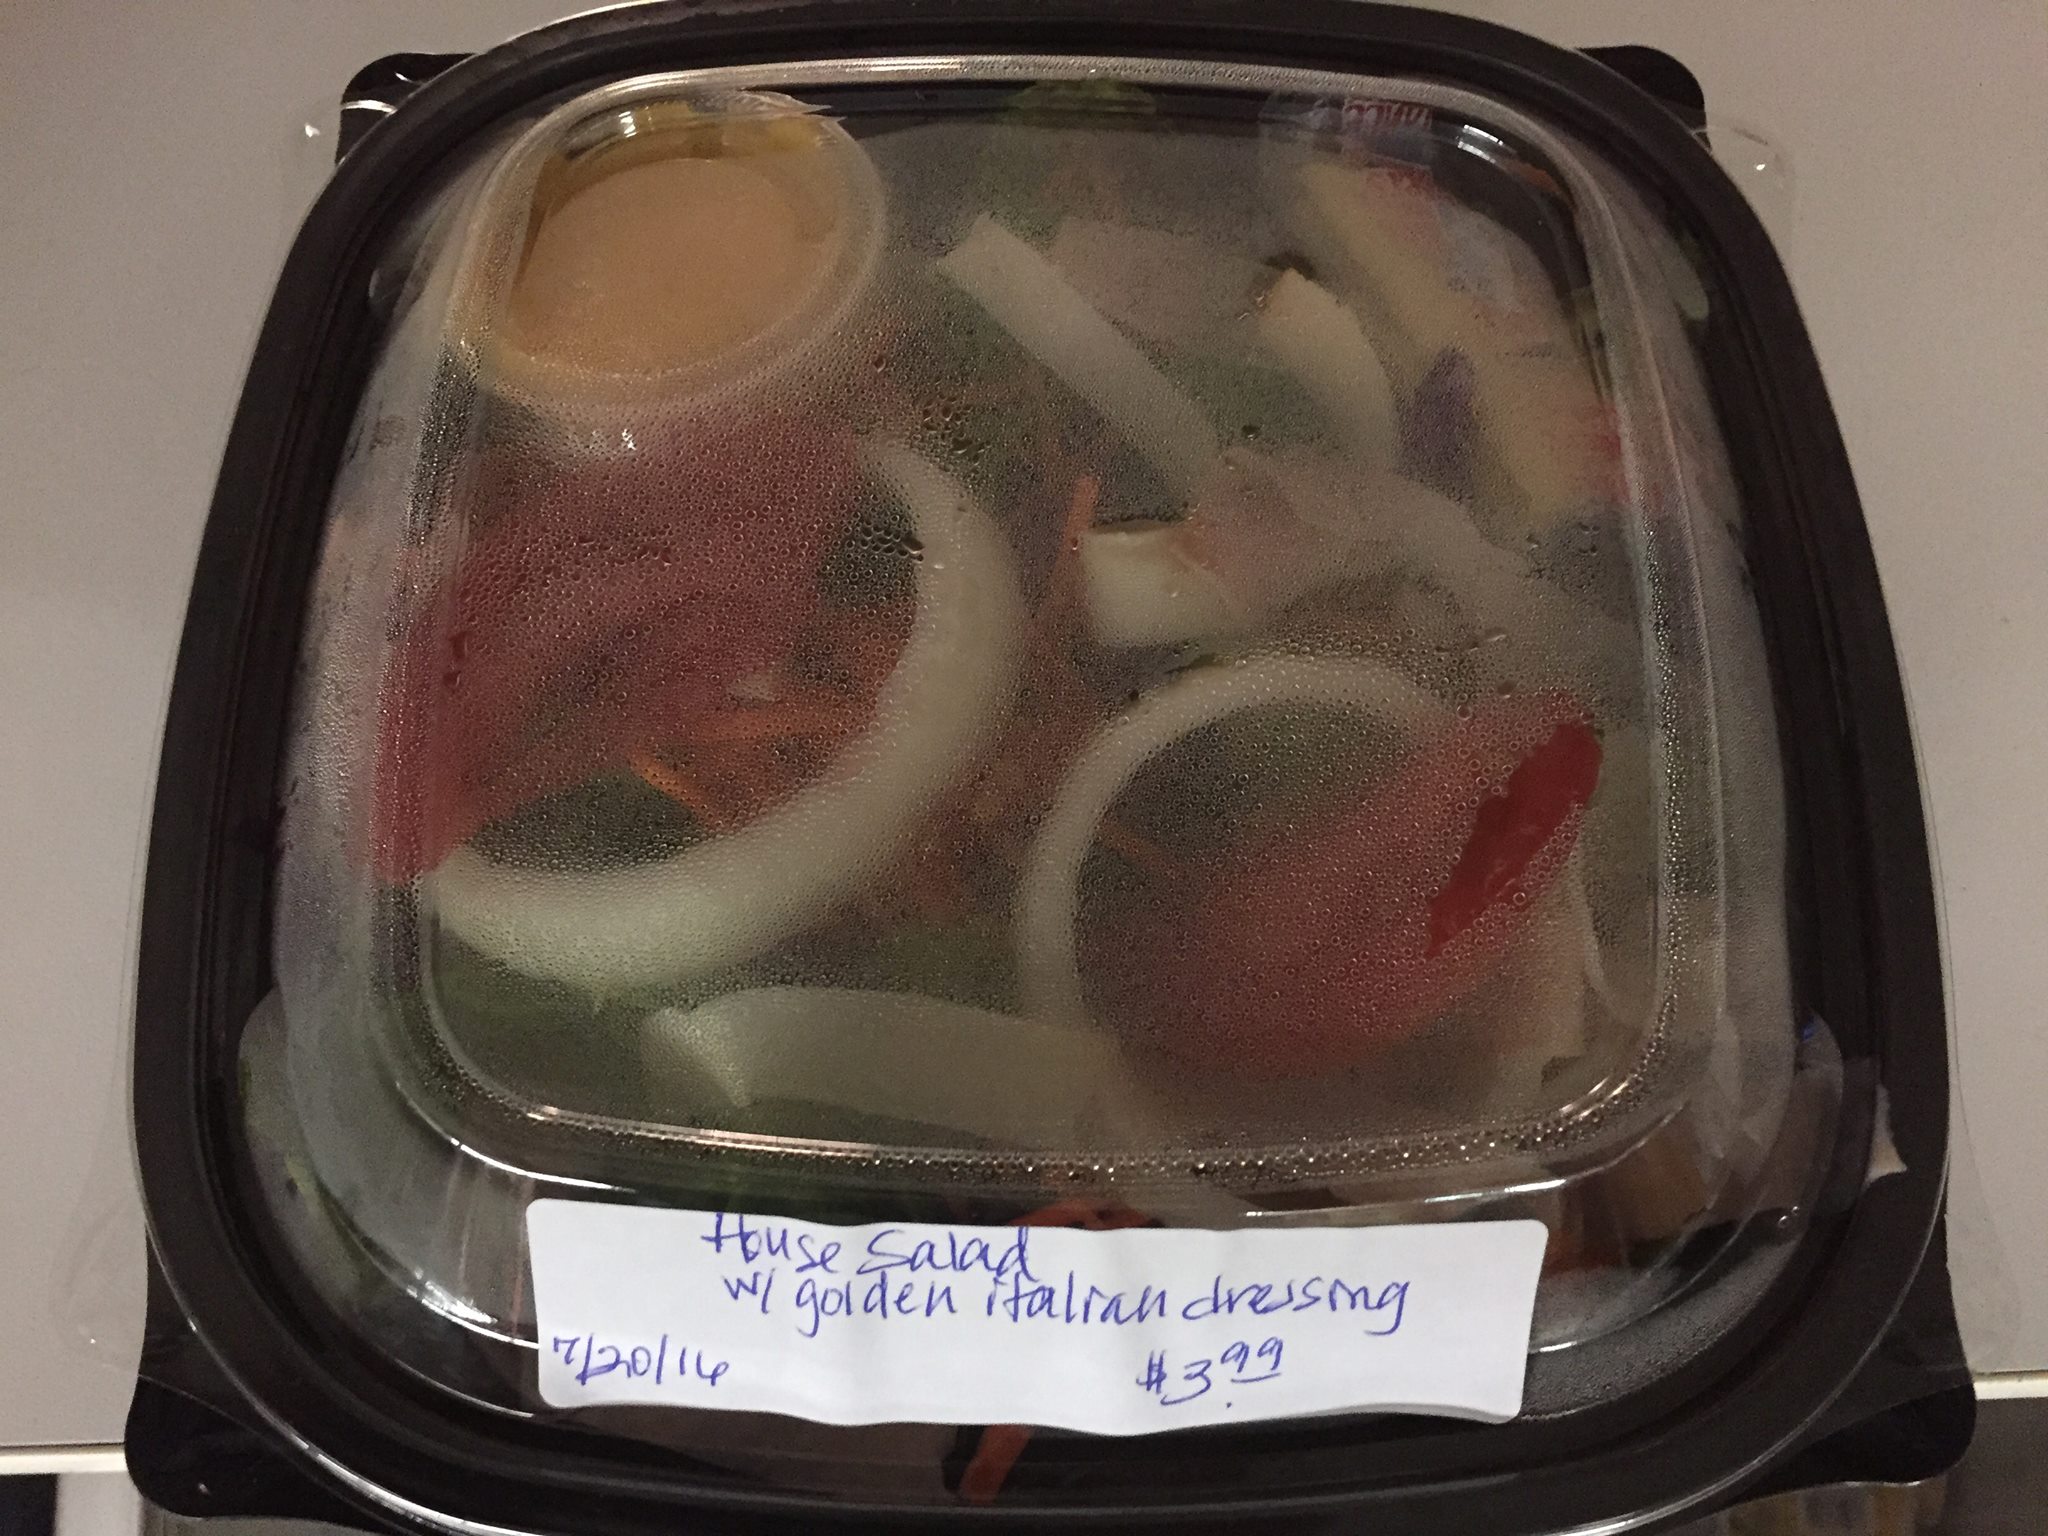 House Salad
w/ golden italian dressing
7/20/16 $3.99